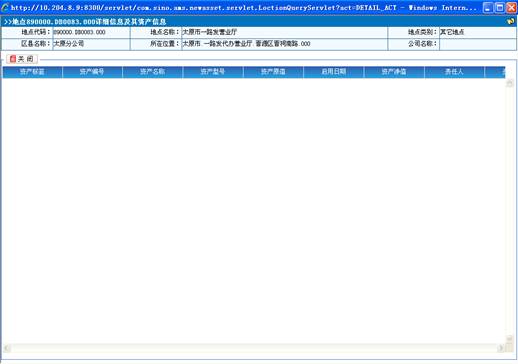 http://10.204.8.9:8300/servlet/com.sino.ams.newasset.servlet.LoctionQueryServlet?act=DETAIL_ACT - Windows Intern...
>>地点890000.DB0083.000详细信息及其资产信息
地点代码： 890000.DB0083.000 地点名称： 太原市一路发营业厅 地点类别： 其它地点
区县名称： 太原分公司 所在位置： 太原市.一路发代办营业厅.晋源区晋祠南路.000 公司名称：
关 闭
资产标签 资产编号 资产名称 资产型号 资产原值 启用日期 资产净值 责任人